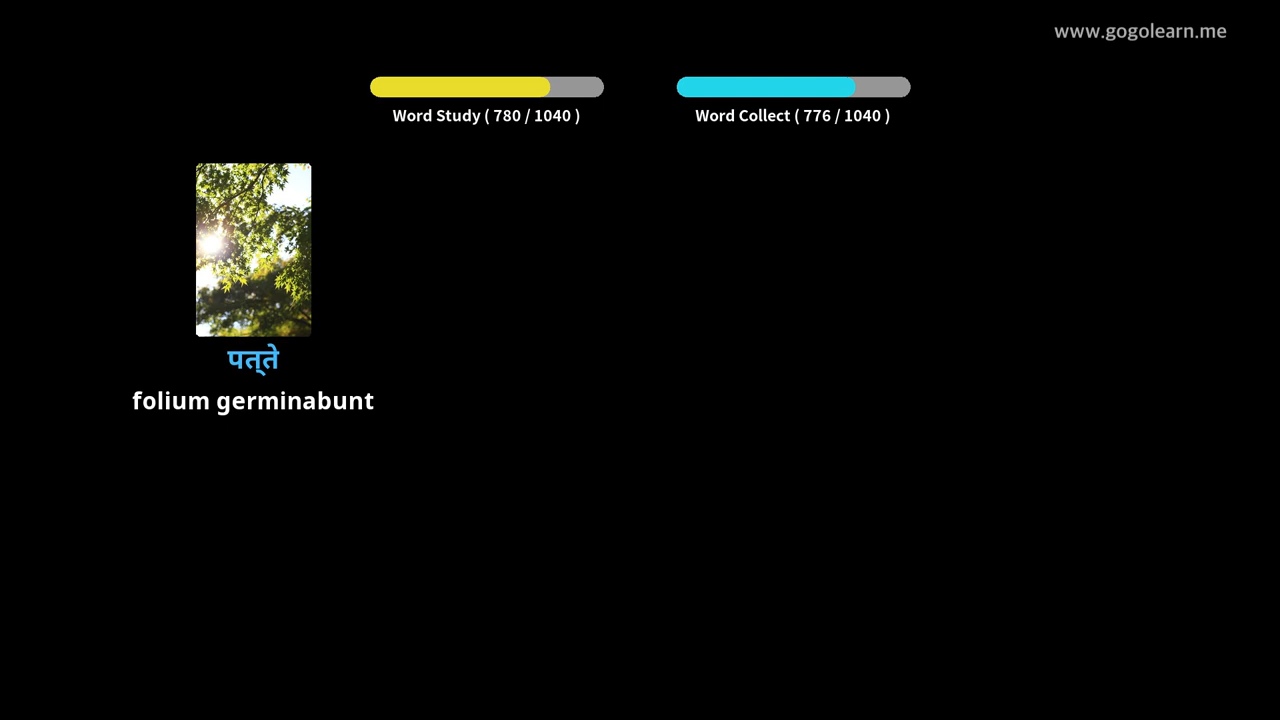 www.gogolearn.me
Word Study ( 780 / 1040 )
Word Collect ( 776 / 1040 )
पत्ते
folium germinabunt